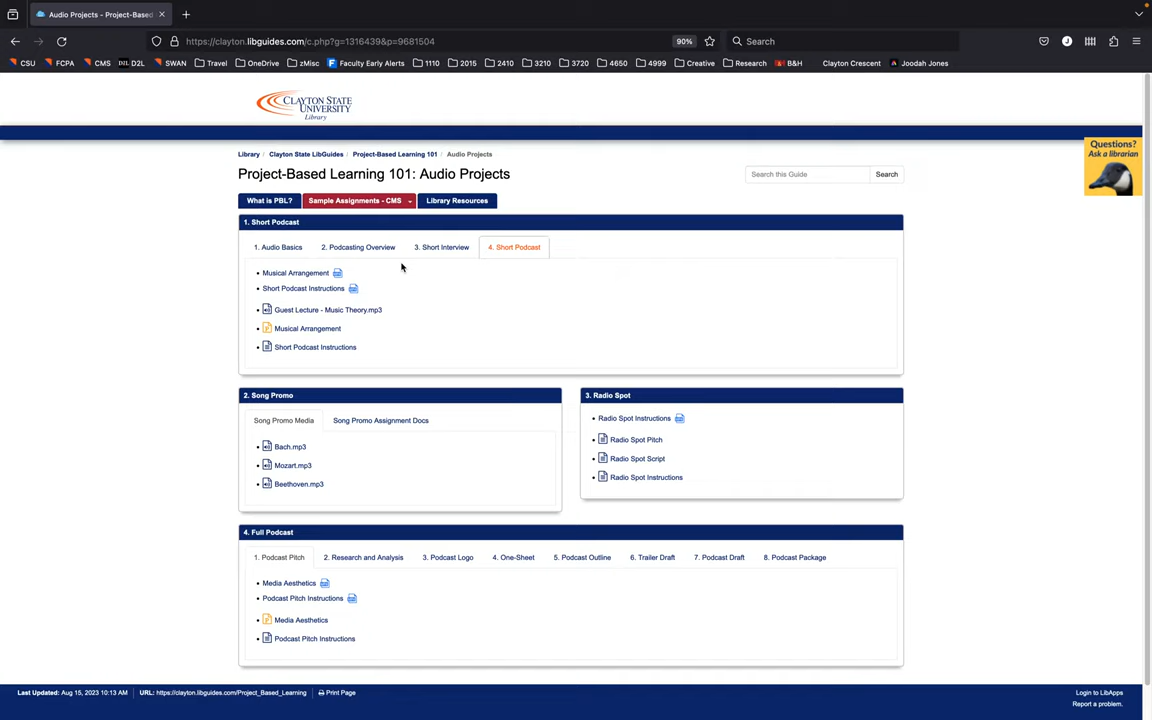 Audio Projects - Project-Based
https://clayton.libguides.com/c.php?g=1316439&p=9681504
90%
Search
CSU
FCPA
CMS
D2L
D2L
SWAN
Travel
OneDrive
zMisc
Faculty Early Alerts
1110
2015
2410
3210
3720
4650
4999
Creative
Research
B&H
Clayton Crescent
Joodah Jones
CLAYTON STATE
UNIVERSITY
Library
Questions?
Ask a librarian
Library / Clayton State LibGuides / Project-Based Learning 101 / Audio Projects
Project-Based Learning 101: Audio Projects
Search this Guide
Search
What is PBL?
Sample Assignments - CMS
Library Resources
1. Short Podcast
1. Audio Basics
2. Podcasting Overview
3. Short Interview
4. Short Podcast
Musical Arrangement
Short Podcast Instructions
Guest Lecture - Music Theory.mp3
Musical Arrangement
Short Podcast Instructions
2. Song Promo
Song Promo Media
Song Promo Assignment Docs
Bach.mp3
Mozart.mp3
Beethoven.mp3
3. Radio Spot
Radio Spot Instructions
Radio Spot Pitch
Radio Spot Script
Radio Spot Instructions
4. Full Podcast
1. Podcast Pitch
2. Research and Analysis
3. Podcast Logo
4. One-Sheet
5. Podcast Outline
6. Trailer Draft
7. Podcast Draft
8. Podcast Package
Media Aesthetics
Podcast Pitch Instructions
Media Aesthetics
Podcast Pitch Instructions
Last Updated: Aug 15, 2023 10:13 AM
URL: https://clayton.libguides.com/Project_Based_Learning
Print Page
Login to LibApps
Report a problem.